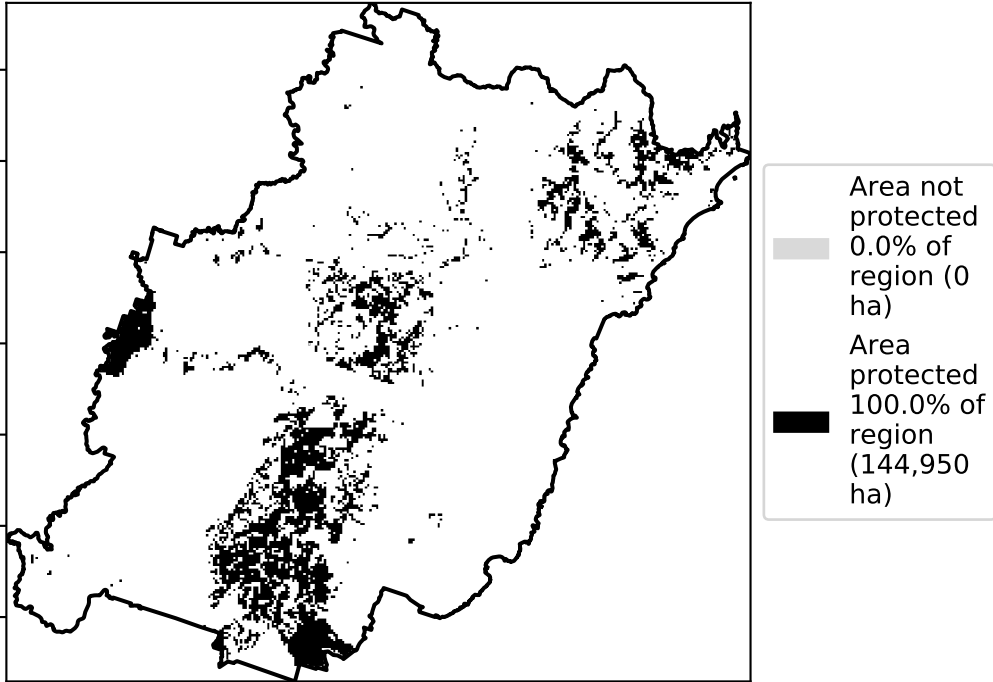 Area not
protected
0.0% of
region (0
ha)
Area
protected
100.0% of
region
(144,950
ha)